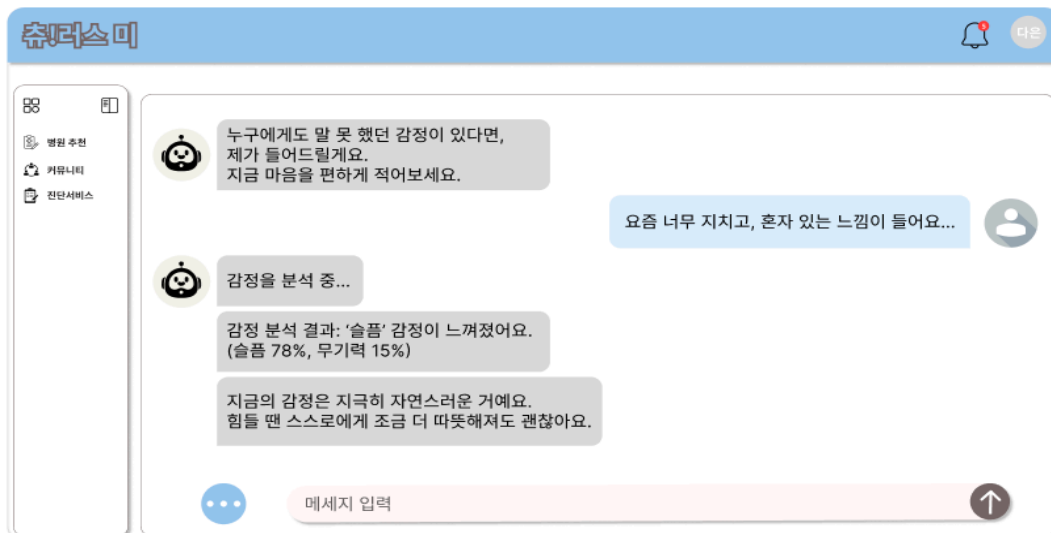 츄!러스 미
5
다은
병원 추천
커뮤니티
진단서비스
누구에게도 말 못 했던 감정이 있다면,
제가 들어드릴게요.
지금 마음을 편하게 적어보세요.
요즘 너무 지치고, 혼자 있는 느낌이 들어요...
감정을 분석 중...
감정 분석 결과: ‘슬픔’ 감정이 느껴졌어요.
(슬픔 78%, 무기력 15%)
지금의 감정은 지극히 자연스러운 거예요.
힘들 땐 스스로에게 조금 더 따뜻해져도 괜찮아요.
메세지 입력